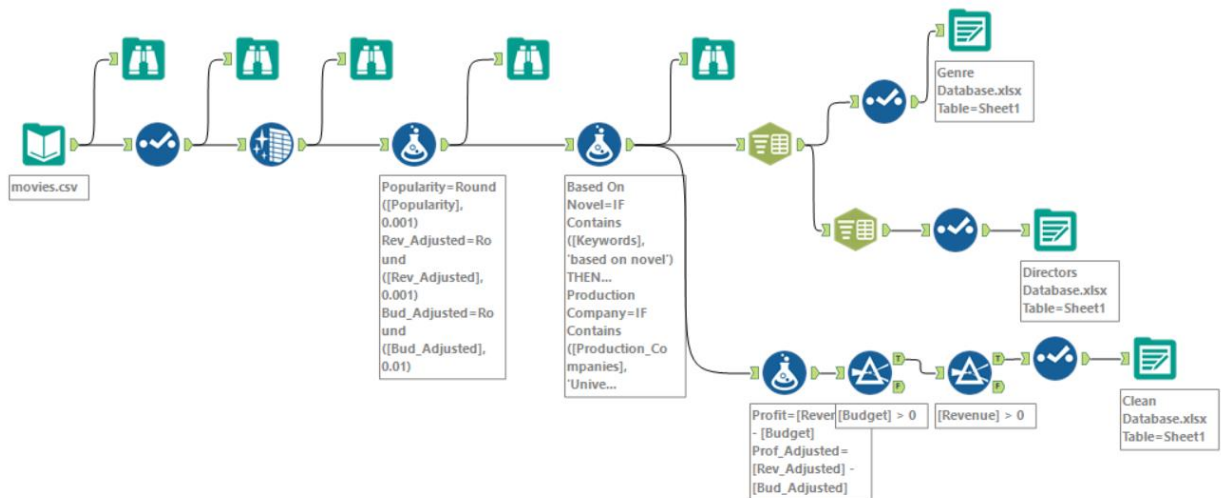 movies.csv
Popularity=Round
([Popularity],
0.001)
Rev_Adjusted=Ro
und
([Rev_Adjusted],
0.001)
Bud_Adjusted=Ro
und
([Bud_Adjusted],
0.01)
Based On
Novel=IF
Contains
([Keywords],
'based on novel')
THEN...
Production
Company=IF
Contains
([Production_Co
mpanies],
'Unive...
Genre
Database.xlsx
Table=Sheet1
Directors
Database.xlsx
Table=Sheet1
T
F
T
F
Profit=[Rever
- [Budget]
Prof_Adjusted=
[Rev_Adjusted] -
[Bud_Adjusted]
[Budget] > 0
[Revenue] > 0
Clean
Database.xlsx
Table=Sheet1